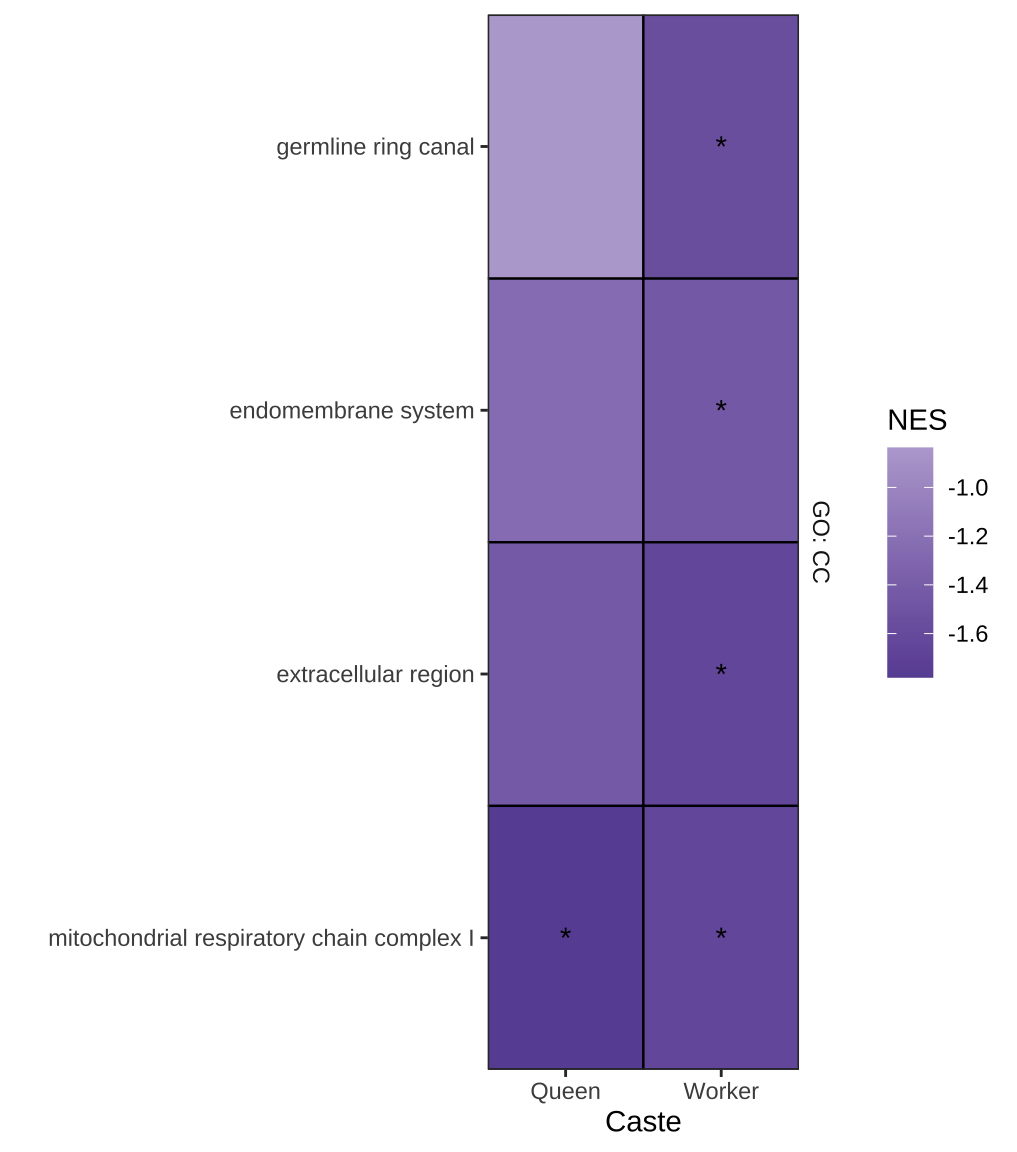 germline ring canal
*
endomembrane system
*
extracellular region
*
mitochondrial respiratory chain complex I
*
*
Queen
Worker
Caste
GO: CC
NES
-1.0
-1.2
-1.4
-1.6